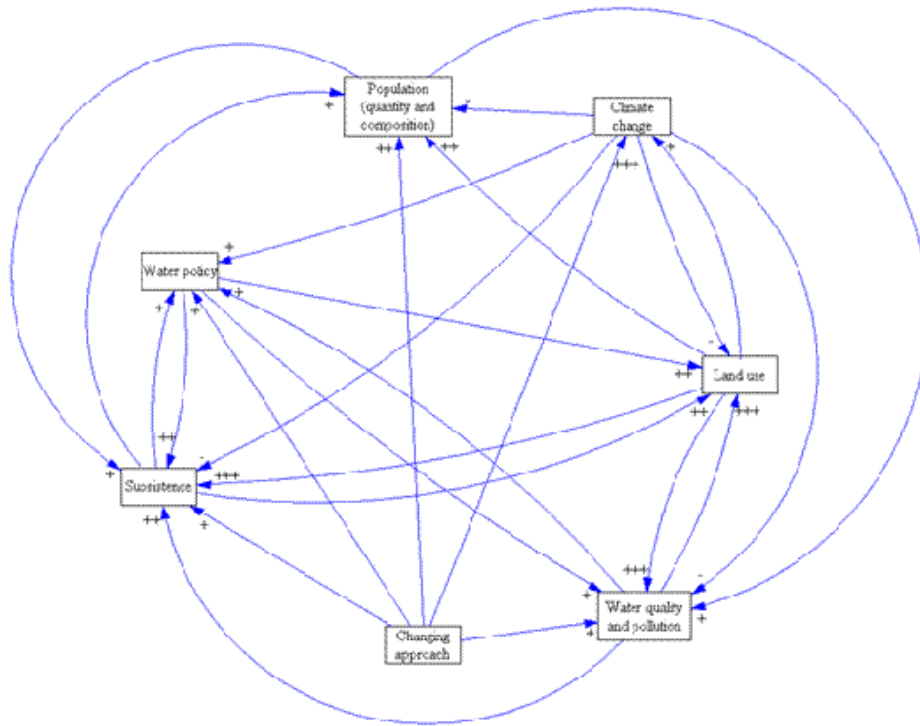 Population
(quantity and
composition)
Climate
change
+
-
+
++
++
+++
+
Water policy
+
+
+
+
-
Land use
++
++
+++
++
-
+++
Subsistence
+
++
+
+++
-
+
Water quality
and pollution
+
+
Changing
approach